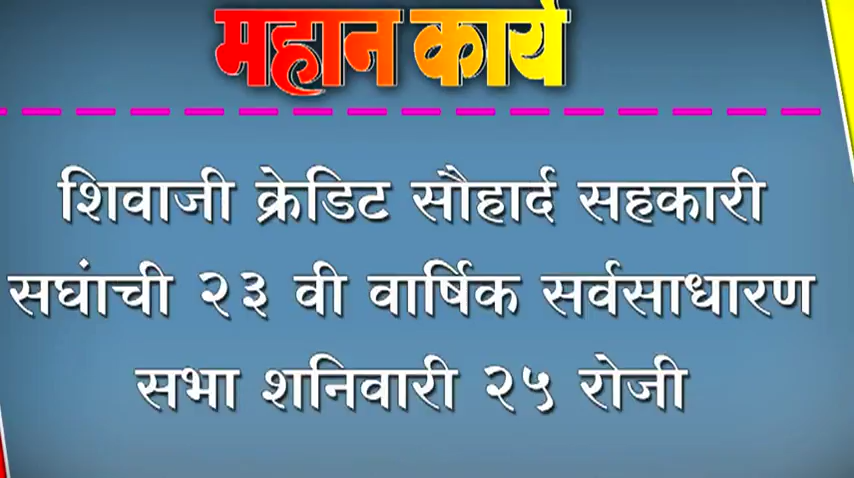 महान कार्य
शिवाजी क्रेडिट सौहार्द सहकारी
सघांची २३ वी वार्षिक सर्वसाधारण
सभा शनिवारी २५ रोजी